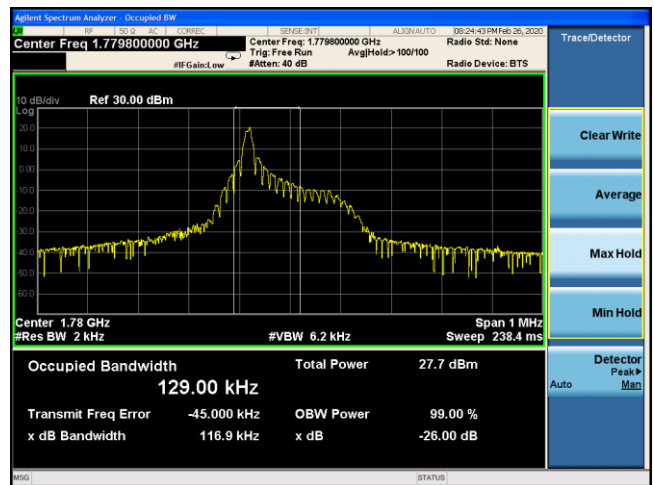 Agilent Spectrum Analyzer - Occupied BW
RF 50 Ω AC CORREC SENSE:INT ALIGNAUTO 08:24:43 PM Feb 26, 2020
Center Freq 1.779800000 GHz
Center Freq: 1.779800000 GHz
Radio Std: None
Trig: Free Run Avg|Hold:>100/100
#IFGain:Low #Atten: 40 dB Radio Device: BTS
Trace/Detector
10 dB/div Ref 30.00 dBm
Log
20.0
10.0
0.00
-10.0
-20.0
-30.0
-40.0
-50.0
-60.0
Center 1.78 GHz Span 1 MHz
#Res BW 2 kHz #VBW 6.2 kHz Sweep 238.4 ms
Occupied Bandwidth Total Power 27.7 dBm
129.00 kHz
Transmit Freq Error -45.000 kHz OBW Power 99.00 %
x dB Bandwidth 116.9 kHz x dB -26.00 dB
Clear Write
Average
Max Hold
Min Hold
Detector
Peak▶
Auto Man
MSG STATUS